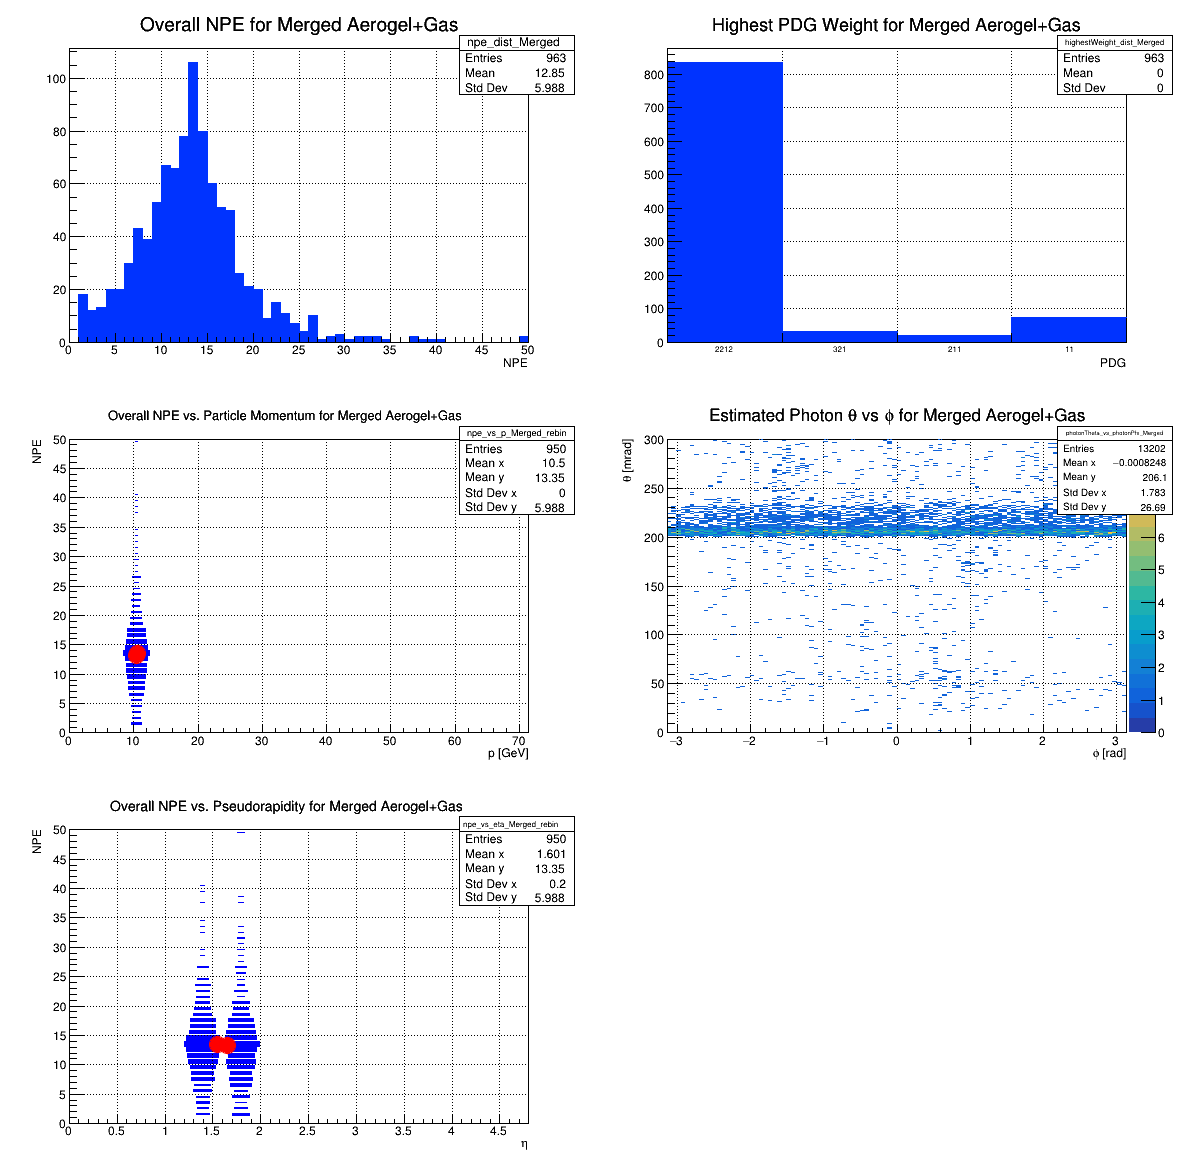 Overall NPE for Merged Aerogel+Gas
npe_dist_Merged
Entries 963
Mean 12.85
Std Dev 5.988
100
80
60
40
20
0
0 5 10 15 20 25 30 35 40 45 50
NPE
Highest PDG Weight for Merged Aerogel+Gas
highestWeight_dist_Merged
Entries 963
Mean 0
Std Dev 0
800
700
600
500
400
300
200
100
0
2212 321 211 11
PDG
Overall NPE vs. Particle Momentum for Merged Aerogel+Gas
npe_vs_p_Merged_rebin
Entries 950
Mean x 10.5
Mean y 13.35
Std Dev x 0
Std Dev y 5.988
NPE
50
45
40
35
30
25
20
15
10
5
0
0 10 20 30 40 50 60 70
p [GeV]
Estimated Photon θ vs ϕ for Merged Aerogel+Gas
photonTheta_vs_photonPhi_Merged
Entries 13202
Mean x −0.0008248
Mean y 206.1
Std Dev x 1.783
Std Dev y 26.69
θ [mrad]
300
250
200
150
100
50
0
−3 −2 −1 0 1 2 3
ϕ [rad]
6
5
4
3
2
1
0
Overall NPE vs. Pseudorapidity for Merged Aerogel+Gas
npe_vs_eta_Merged_rebin
Entries 950
Mean x 1.601
Mean y 13.35
Std Dev x 0.2
Std Dev y 5.988
NPE
50
45
40
35
30
25
20
15
10
5
0
0 0.5 1 1.5 2 2.5 3 3.5 4 4.5
η